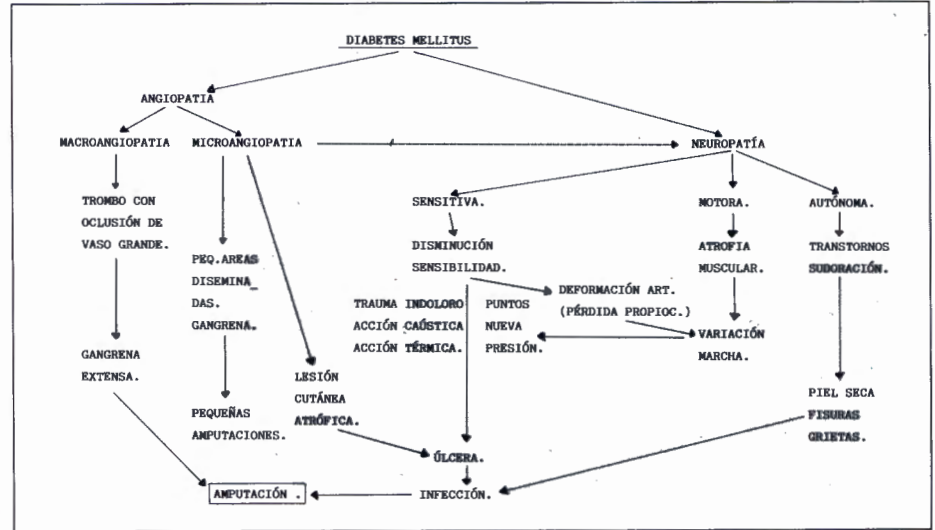 DIABETES MELLITUS
ANGIOPATIA
MACROANGIOPATIA
MICROANGIOPATIA
NEUROPATÍA
TROMBO CON
OCLUSIÓN DE
VASO GRANDE.
SENSITIVA.
MOTORA.
AUTÓNOMA.
DISMINUCIÓN
SENSIBILIDAD.
ATROFIA
MUSCULAR.
TRANSTORNOS
SUDORACIÓN.
PEQ.AREAS
DISEMINA_
DAS.
GANGRENA.
DEFORMACIÓN ART.
(PÉRDIDA PROPIOC.)
TRAUMA INDOLORO
ACCIÓN CAÚSTICA
ACCIÓN TÉRMICA.
PUNTOS
NUEVA
PRESIÓN.
VARIACIÓN
MARCHA.
GANGRENA
EXTENSA.
LESIÓN
CUTÁNEA
ATRÓFICA.
PIEL SECA
FISURAS
GRIETAS.
PEQUEÑAS
AMPUTACIONES.
ÚLCERA.
INFECCIÓN.
AMPUTACIÓN .